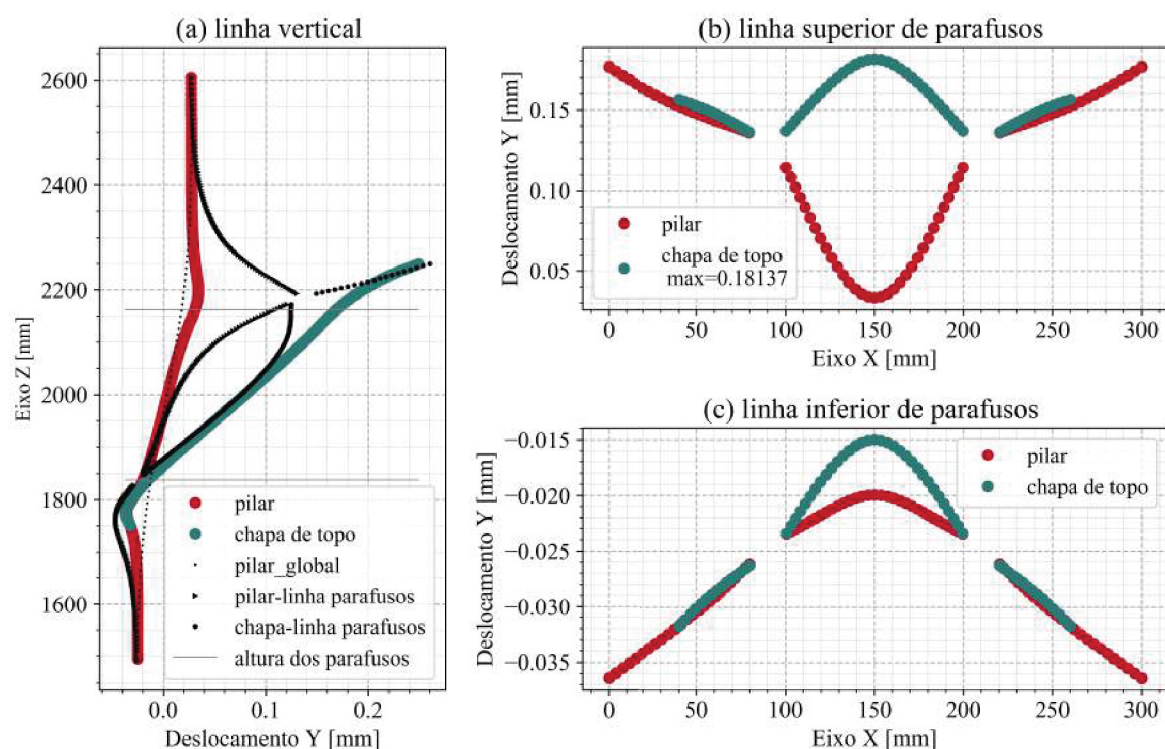 (a) linha vertical
2600
2400
2200
2000
1800
1600
Eixo Z [mm]
0.0
0.1
0.2
Deslocamento Y [mm]
pilar
chapa de topo
pilar_global
pilar-linha parafusos
chapa-linha parafusos
altura dos parafusos
(b) linha superior de parafusos
0.15
0.10
0.05
Deslocamento Y [mm]
pilar
chapa de topo
max=0.18137
0
50
100
150
200
250
300
Eixo X [mm]
(c) linha inferior de parafusos
−0.015
−0.020
−0.025
−0.030
−0.035
Deslocamento Y [mm]
pilar
chapa de topo
0
50
100
150
200
250
300
Eixo X [mm]